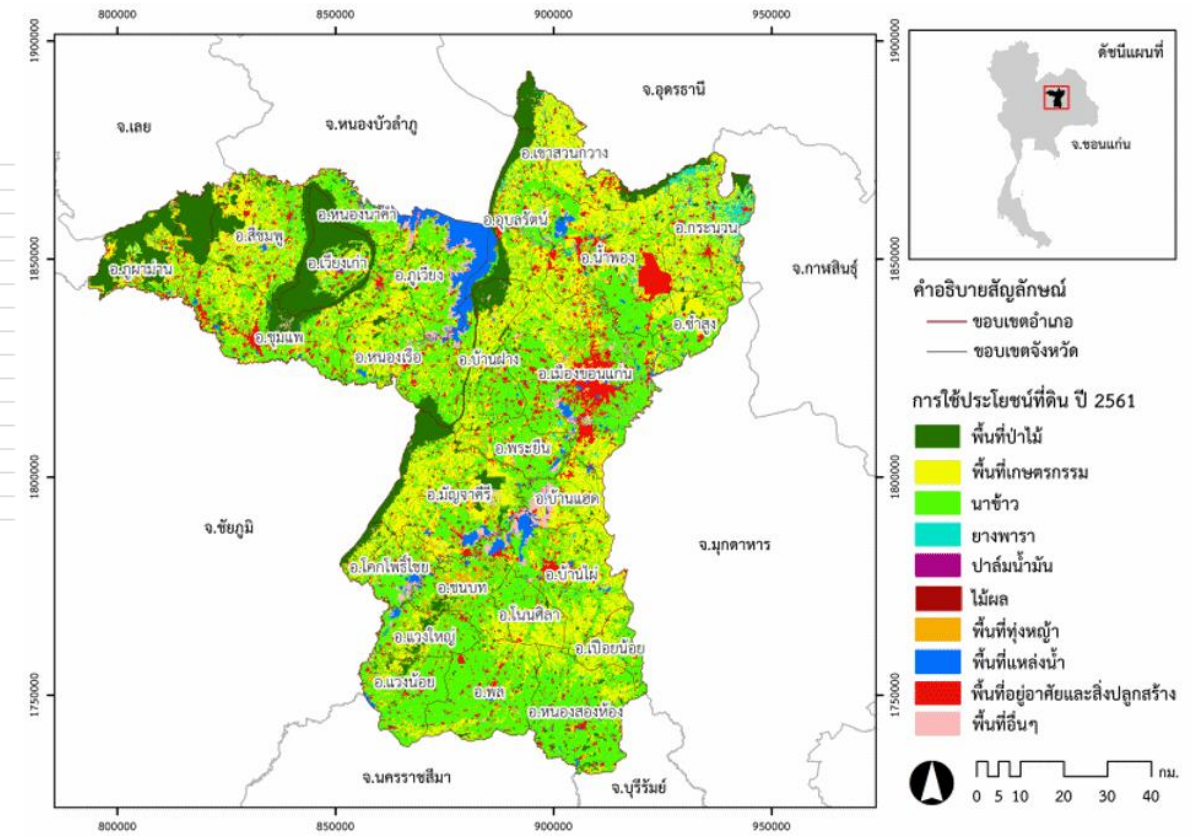 800000 850000 900000 950000
1900000
1850000
1800000
1750000
จ.เลย
จ.หนองบัวลำภู
จ.อุดรธานี
จ.กาฬสินธุ์
จ.มุกดาหาร
จ.ชัยภูมิ
จ.นครราชสีมา
จ.บุรีรัมย์
อ.เขาสวนกวาง
อ.หนองนาคำ
อ.อุบลรัตน์
อ.กระนวน
อ.สีชมพู
อ.เวียงเก่า
อ.น้ำพอง
อ.ภูผาม่าน
อ.ภูเวียง
อ.ซำสูง
อ.ชุมแพ
อ.หนองเรือ
อ.บ้านฝาง
อ.เมืองขอนแก่น
อ.พระยืน
อ.มัญจาคีรี
อ.บ้านแฮด
อ.โคกโพธิ์ไชย
อ.ชนบท
อ.บ้านไผ่
อ.โนนศิลา
อ.แวงใหญ่
อ.เปือยน้อย
อ.แวงน้อย
อ.พล
อ.หนองสองห้อง
1900000
1850000
1800000
1750000
800000 850000 900000 950000
ดัชนีแผนที่
จ.ขอนแก่น
คำอธิบายสัญลักษณ์
ขอบเขตอำเภอ
ขอบเขตจังหวัด
การใช้ประโยชน์ที่ดิน ปี 2561
พื้นที่ป่าไม้
พื้นที่เกษตรกรรม
นาข้าว
ยางพารา
ปาล์มน้ำมัน
ไม้ผล
พื้นที่ทุ่งหญ้า
พื้นที่แหล่งน้ำ
พื้นที่อยู่อาศัยและสิ่งปลูกสร้าง
พื้นที่อื่นๆ
กม.
0 5 10 20 30 40